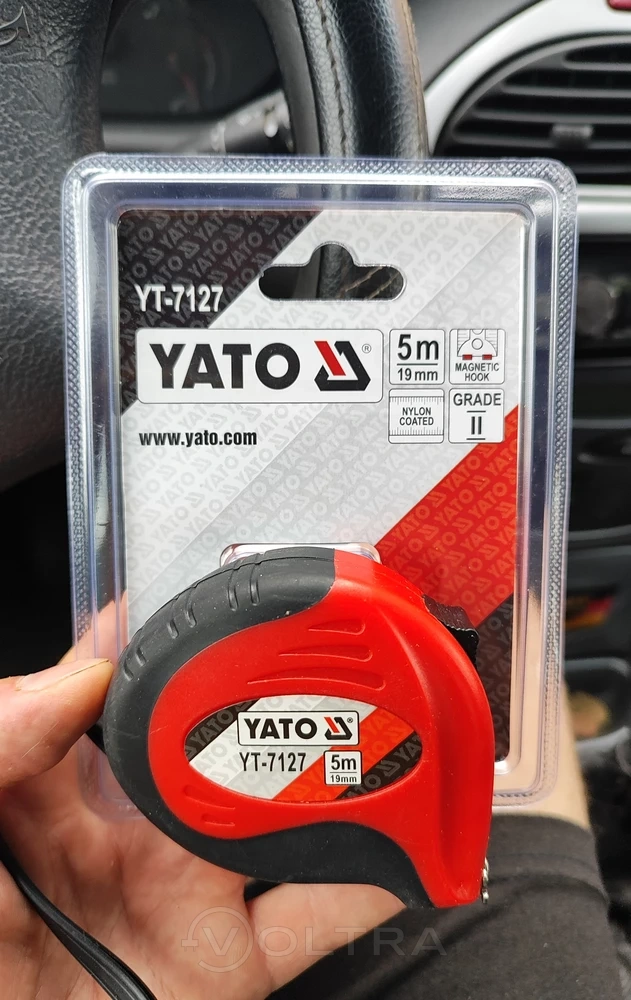 YT-7127
YATO ®
5m
19mm
MAGNETIC
HOOK
www.yato.com
NYLON
COATED
GRADE
II
YATO
YT-7127
5m
19mm
VOLTRA